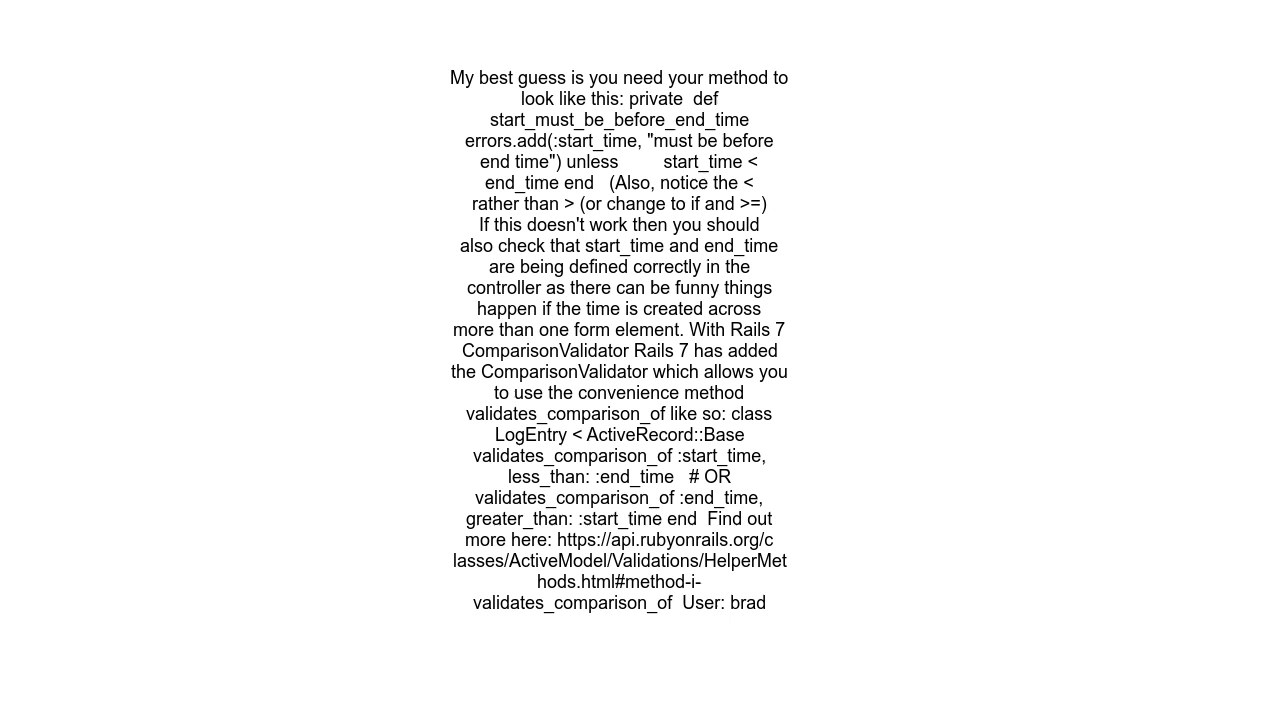 My best guess is you need your method to
look like this: private  def
start_must_be_before_end_time
errors.add(:start_time, "must be before
end time") unless         start_time <
end_time end   (Also, notice the <
rather than > (or change to if and >=)
If this doesn't work then you should
also check that start_time and end_time
are being defined correctly in the
controller as there can be funny things
happen if the time is created across
more than one form element. With Rails 7
ComparisonValidator Rails 7 has added
the ComparisonValidator which allows you
to use the convenience method
validates_comparison_of like so: class
LogEntry < ActiveRecord::Base
validates_comparison_of :start_time,
less_than: :end_time   # OR
validates_comparison_of :end_time,
greater_than: :start_time end  Find out
more here: https://api.rubyonrails.org/c
lasses/ActiveModel/Validations/HelperMet
hods.html#method-i-
validates_comparison_of  User: brad